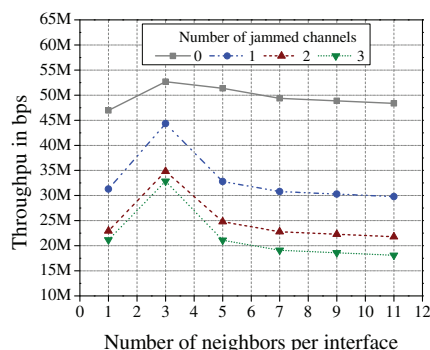 65M
60M
55M
50M
45M
40M
35M
30M
25M
20M
15M
10M
Throughpu in bps
Number of jammed channels
0 1 2 3
0 1 2 3 4 5 6 7 8 9 10 11 12
Number of neighbors per interface